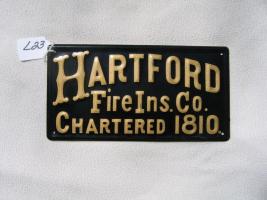 L23
HARTFORD
Fire Ins. Co.
CHARTERED 1810.